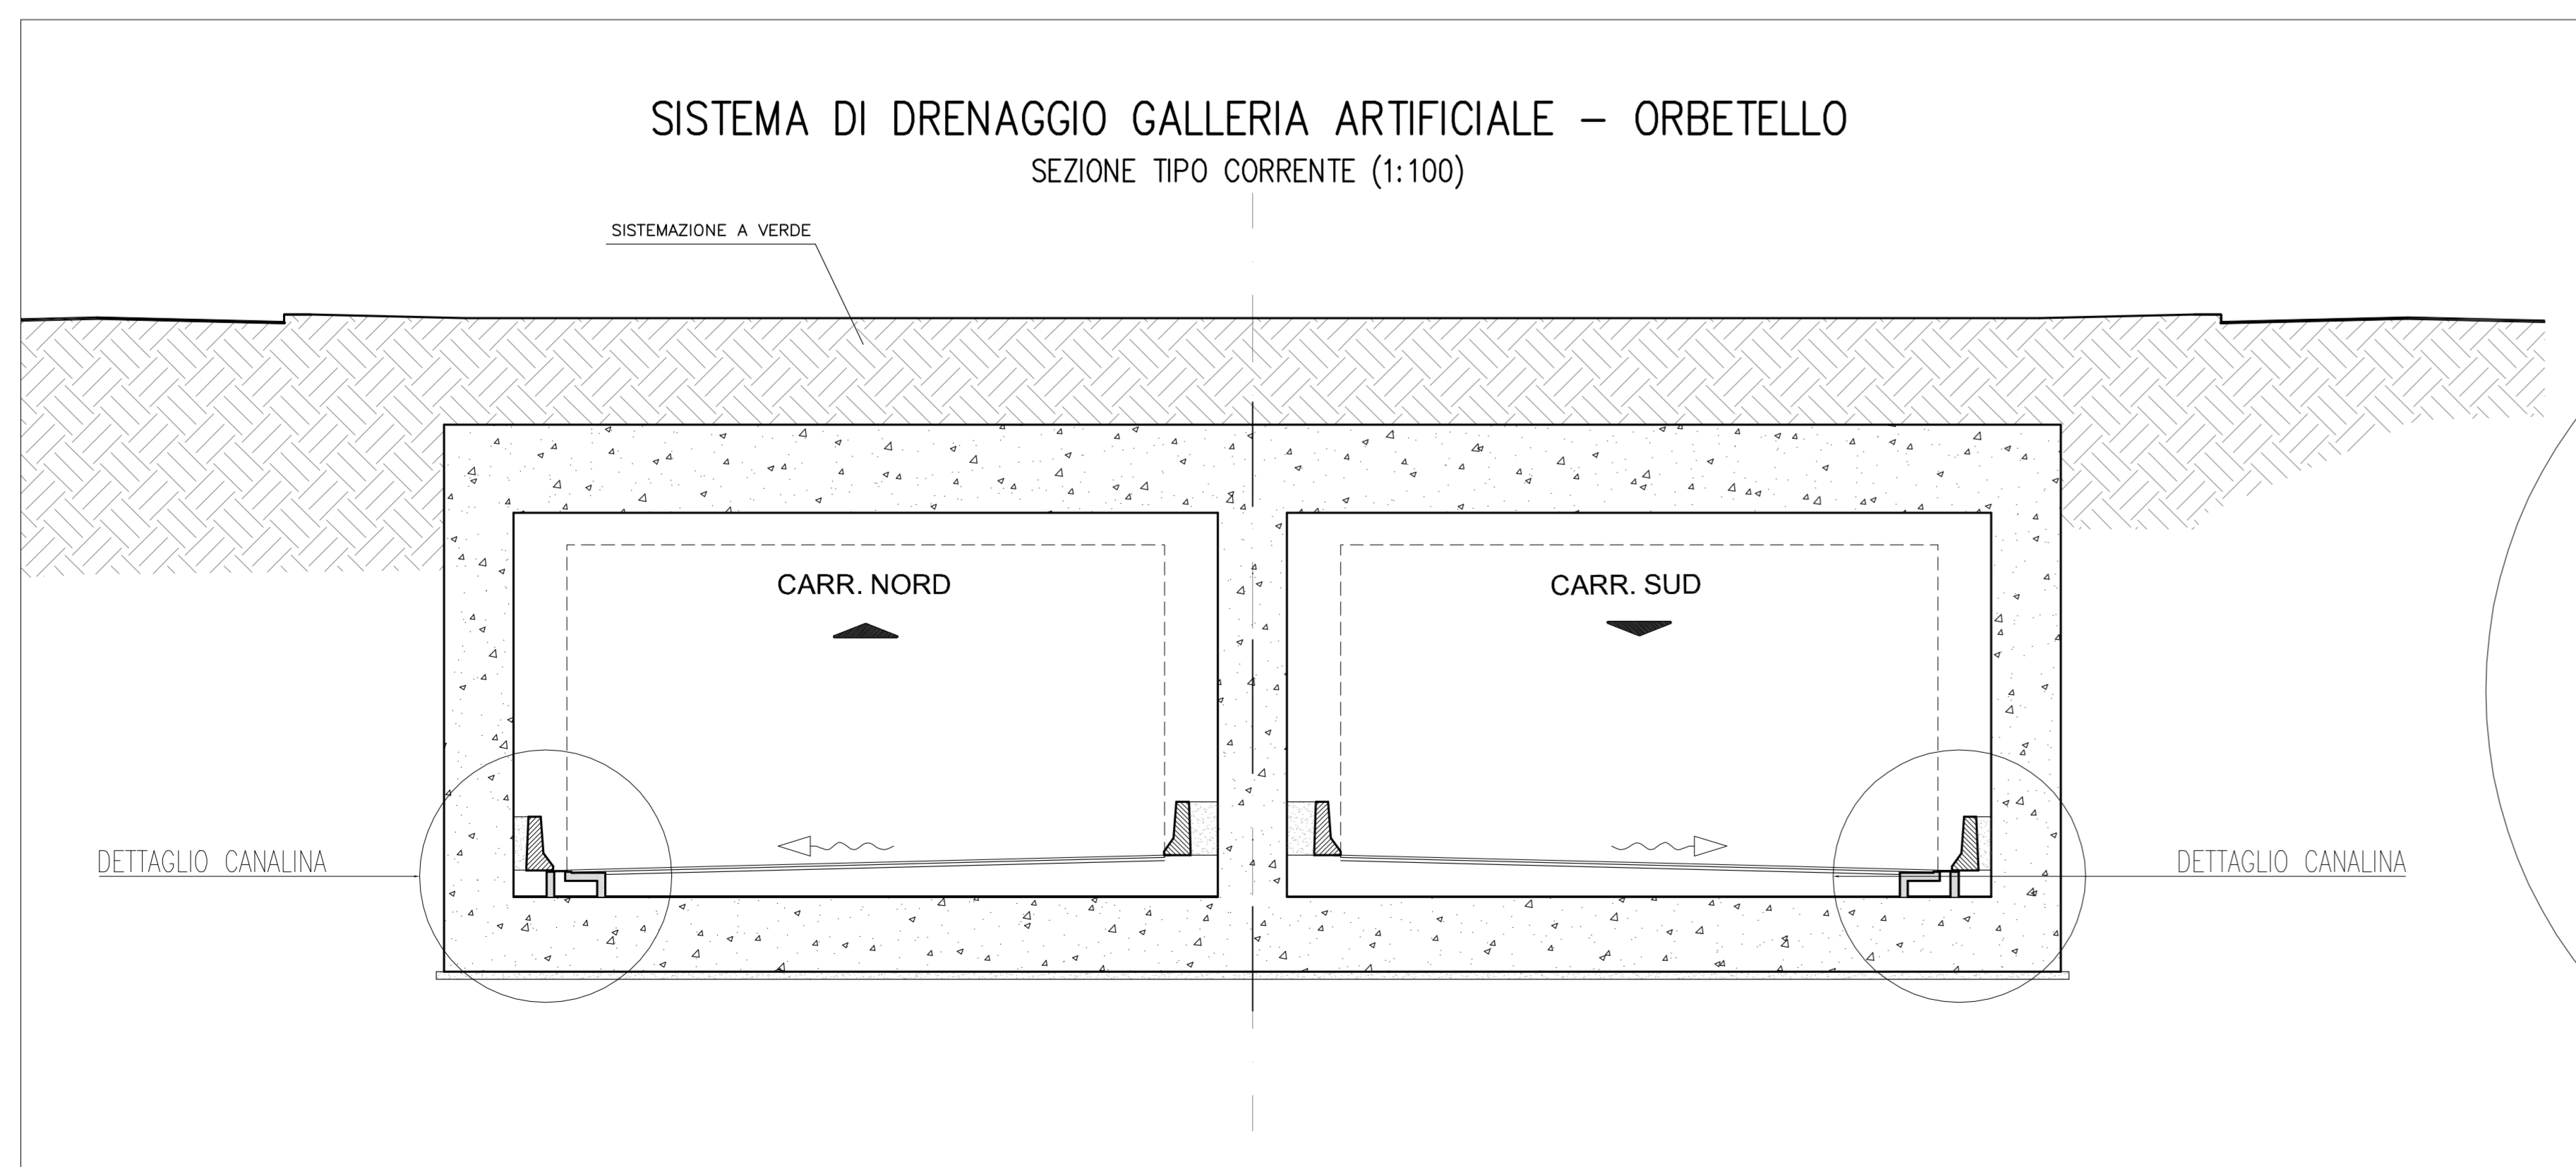 SISTEMA DI DRENAGGIO GALLERIA ARTIFICIALE – ORBETELLO
SEZIONE TIPO CORRENTE (1:100)
SISTEMAZIONE A VERDE
CARR. NORD
CARR. SUD
DETTAGLIO CANALINA
DETTAGLIO CANALINA